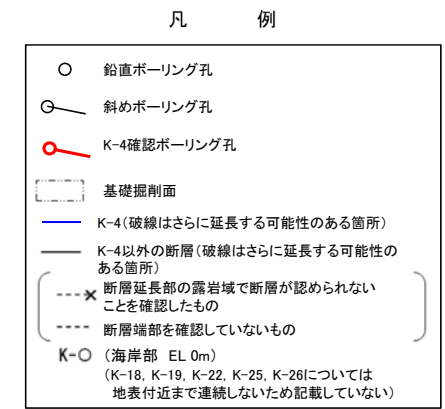 凡 例
鉛直ボーリング孔
斜めボーリング孔
K-4確認ボーリング孔
基礎掘削面
K-4(破線はさらに延長する可能性のある箇所)
K-4以外の断層(破線はさらに延長する可能性の
ある箇所)
断層延長部の露岩域で断層が認められない
ことを確認したもの
断層端部を確認していないもの
K-○ (海岸部 EL 0m)
(K-18, K-19, K-22, K-25, K-26については
地表付近まで連続しないため記載していない)